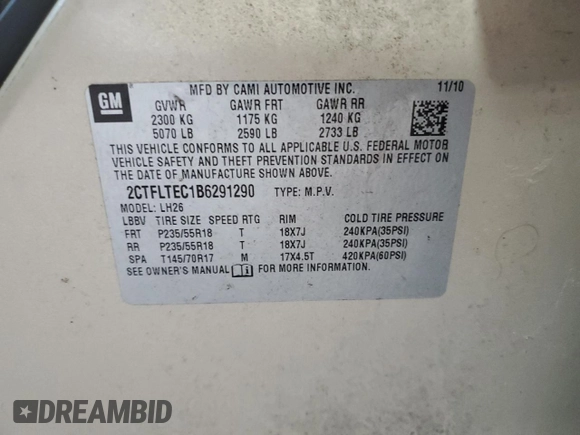 GM
MFD BY CAMI AUTOMOTIVE INC. 11/10
GVWR GAWR FRT GAWR RR
2300 KG 1175 KG 1240 KG
5070 LB 2590 LB 2733 LB
THIS VEHICLE CONFORMS TO ALL APPLICABLE U.S. FEDERAL MOTOR
VEHICLE SAFETY AND THEFT PREVENTION STANDARDS IN EFFECT ON
THE DATE OF MANUFACTURE SHOWN ABOVE.
2CTFLTEC1B6291290 TYPE: M.P.V.
MODEL: LH26
LBBV TIRE SIZE SPEED RTG RIM COLD TIRE PRESSURE
FRT P235/55R18 T 18X7J 240KPA(35PSI)
RR P235/55R18 T 18X7J 240KPA(35PSI)
SPA T145/70R17 M 17X4.5T 420KPA(60PSI)
SEE OWNER'S MANUAL FOR MORE INFORMATION.
DREAMBID